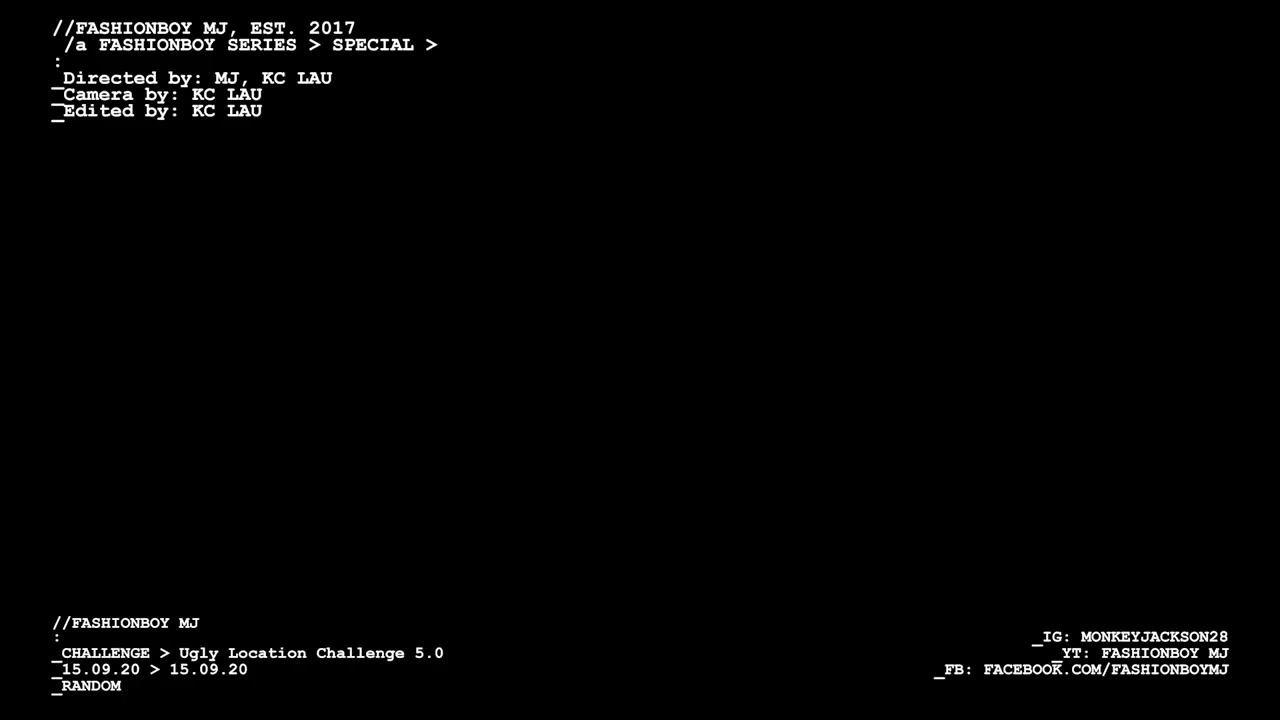 //FASHIONBOY MJ, EST. 2017
/a FASHIONBOY SERIES > SPECIAL >
:
_Directed by: MJ, KC LAU
_Camera by: KC LAU
_Edited by: KC LAU
//FASHIONBOY MJ
:
_CHALLENGE > Ugly Location Challenge 5.0
_15.09.20 > 15.09.20
_RANDOM
_IG: MONKEYJACKSON28
_YT: FASHIONBOY MJ
_FB: FACEBOOK.COM/FASHIONBOYMJ